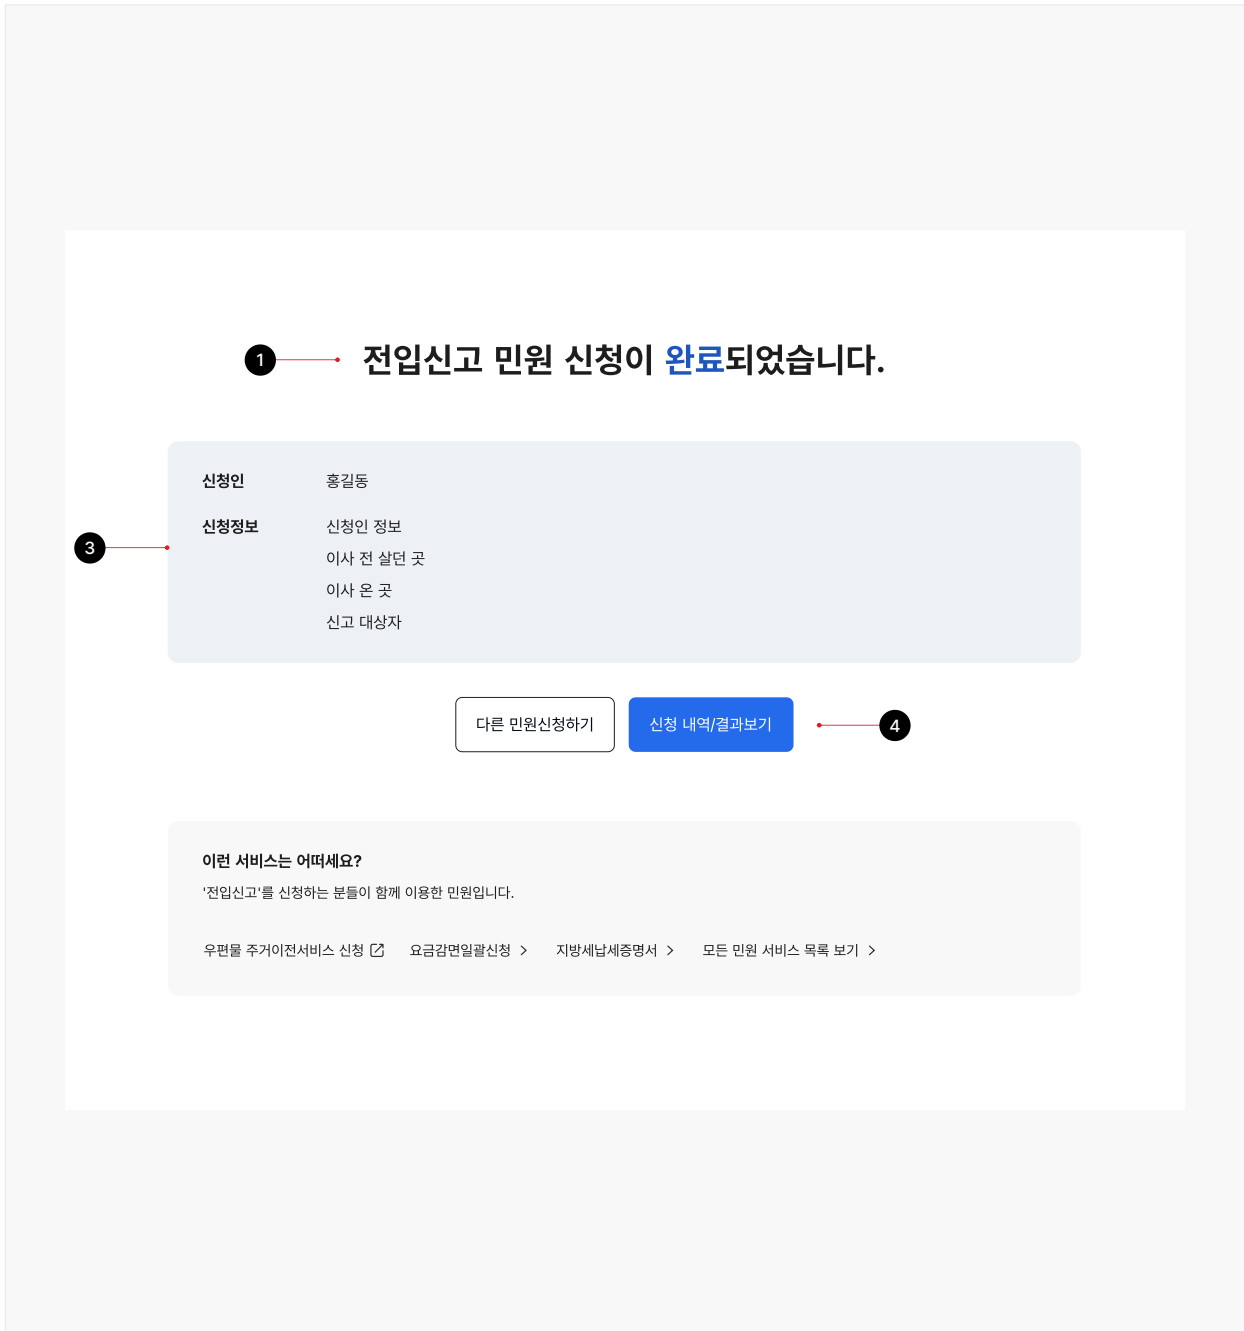 1 전입신고 민원 신청이 완료되었습니다.
신청인 홍길동
신청정보 신청인 정보
3
이사 전 살던 곳
이사 온 곳
신고 대상자
다른 민원신청하기 신청 내역/결과보기 4
이런 서비스는 어떠세요?
'전입신고'를 신청하는 분들이 함께 이용한 민원입니다.
우편물 주거이전서비스 신청 요금감면일괄신청 지방세납세증명서 모든 민원 서비스 목록 보기